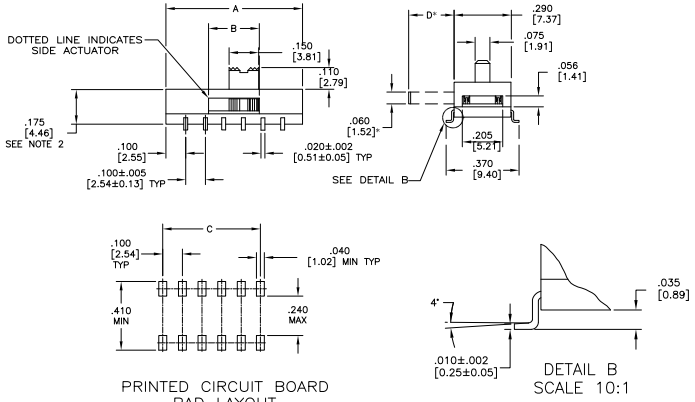 A
B
D*
.290
[7.37]
DOTTED LINE INDICATES
SIDE ACTUATOR
.150
[3.81]
.075
[1.91]
.110
[2.79]
.056
[1.41]
.175
[4.46]
SEE NOTE 2
.060
[1.52]*
.100
[2.55]
.020±.002
[0.51±0.05] TYP
.205
[5.21]
.100±.005
[2.54±0.13] TYP
SEE DETAIL B
.370
[9.40]
C
.100
[2.54]
TYP
.040
[1.02] MIN TYP
.410
MIN
.240
MAX
.035
[0.89]
4°
.010±.002
[0.25±0.05]
DETAIL B
SCALE 10:1
PRINTED CIRCUIT BOARD
PAD LAYOUT